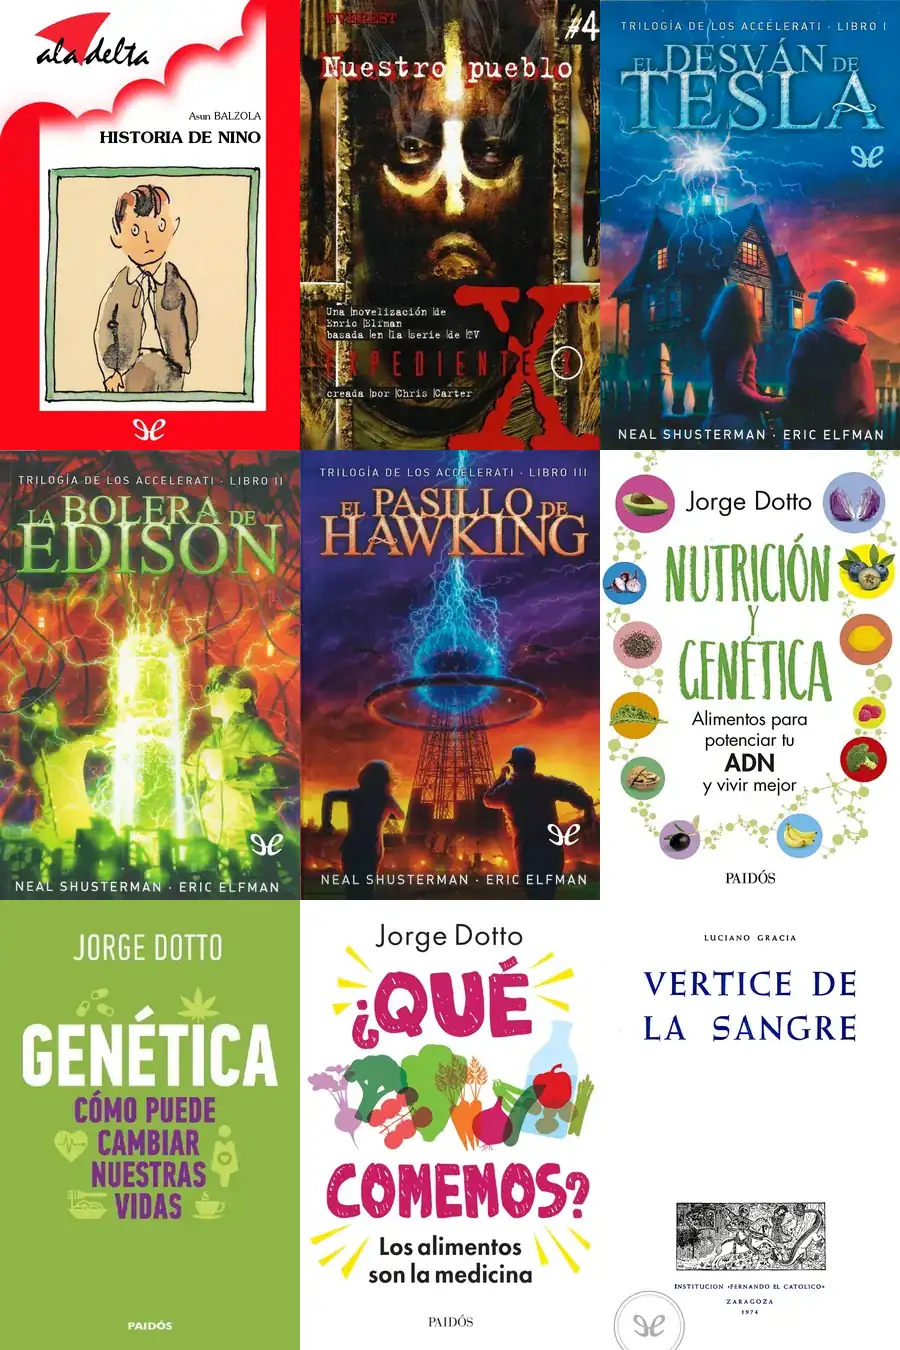 ala delta
Asun BALZOLA
HISTORIA DE NINO
EVEREST
#4
Nuestro pueblo
Una novelización de
Eric Elfman
basada en la serie de TV
EXPEDIENTE X
creada por Chris Carter
TRILOGÍA DE LOS ACCELERATI · LIBRO I
EL DESVÁN DE
TESLA
NEAL SHUSTERMAN · ERIC ELFMAN
TRILOGÍA DE LOS ACCELERATI · LIBRO II
LA BOLERA DE
EDISON
NEAL SHUSTERMAN · ERIC ELFMAN
TRILOGÍA DE LOS ACCELERATI · LIBRO III
EL PASILLO DE
HAWKING
NEAL SHUSTERMAN · ERIC ELFMAN
Jorge Dotto
NUTRICIÓN
Y
GENÉTICA
Alimentos para
potenciar tu
ADN
y vivir mejor
PAIDÓS
JORGE DOTTO
GENÉTICA
CÓMO PUEDE
CAMBIAR
NUESTRAS
VIDAS
PAIDÓS
Jorge Dotto
¿QUÉ
COMEMOS?
Los alimentos
son la medicina
PAIDÓS
LUCIANO GRACIA
VERTICE DE
LA SANGRE
INSTITUCION «FERNANDO EL CATOLICO»
ZARAGOZA
1974